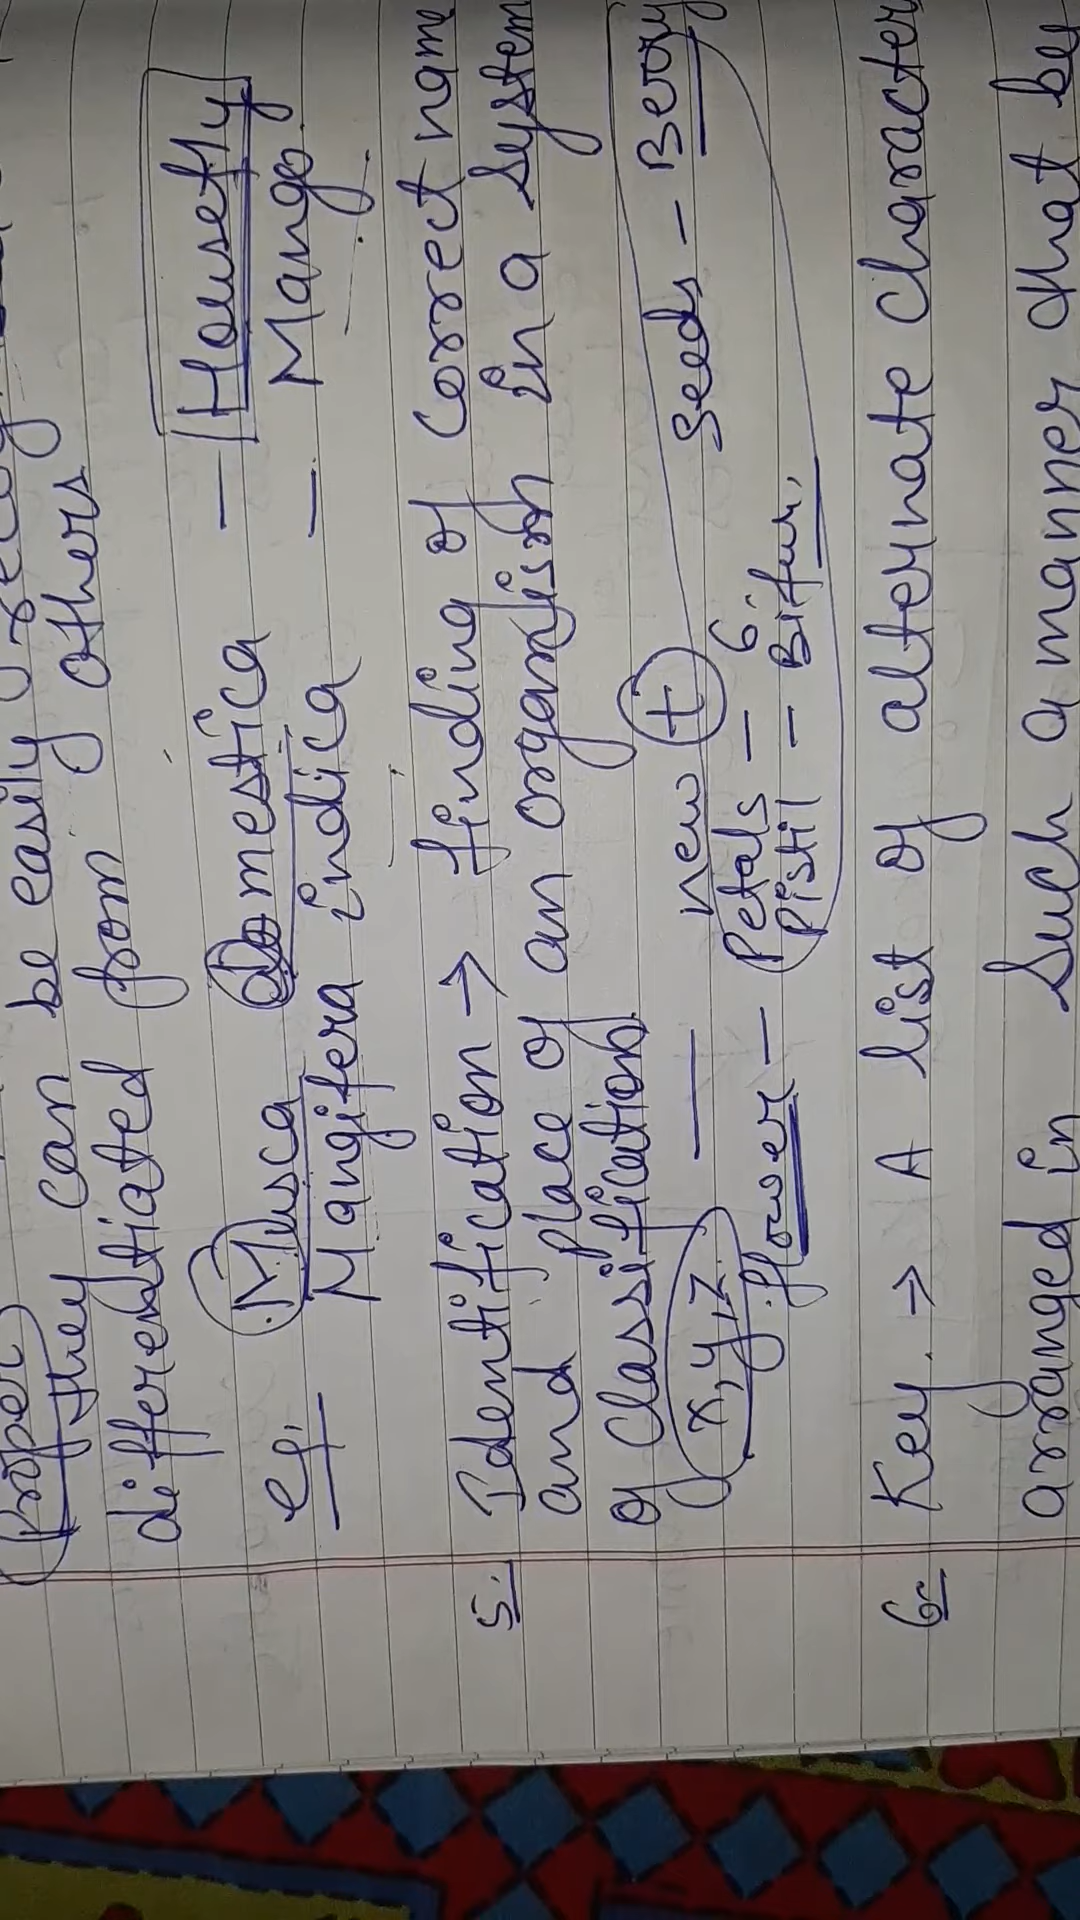 they can be easily
differentiated from others
eg. Musca domestica - Housefly
Mangifera indica - Mango.
5. Identification → finding of Correct name
and place of an organism in a system
of Classification.
x, y, z. — new t Seeds - Berry
flower - Petals - 6
Pistil - Bifur.
6. Key → A list of alternate character
arranged in such a manner that by